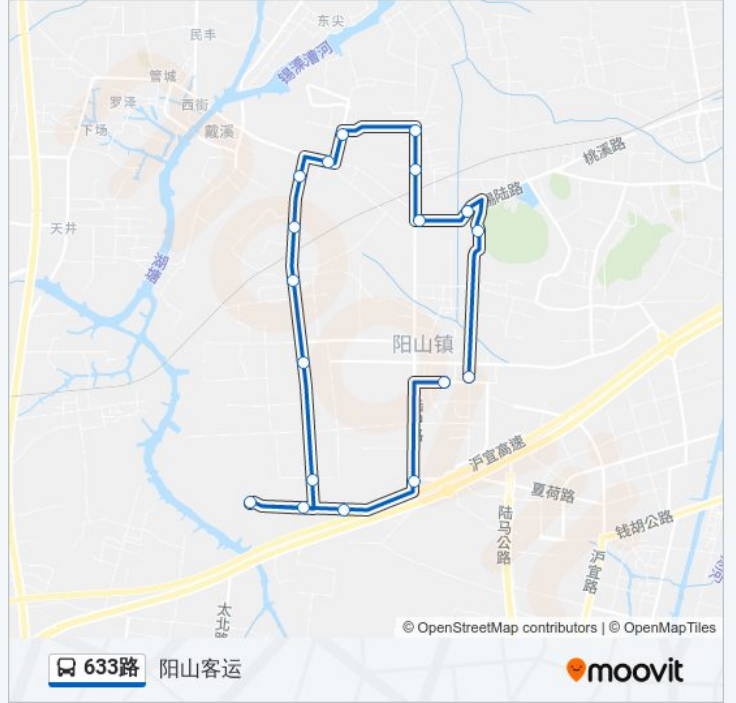 东尖
民丰
锡溧漕河
管城
罗泽
西街
下场
戴溪
桃溪路
锡陆路
天井
阳山镇
沪宜高速
夏荷路
陆马公路
钱胡公路
沪宜路
太北路
© OpenStreetMap contributors | © OpenMapTiles
633路 阳山客运
moovit